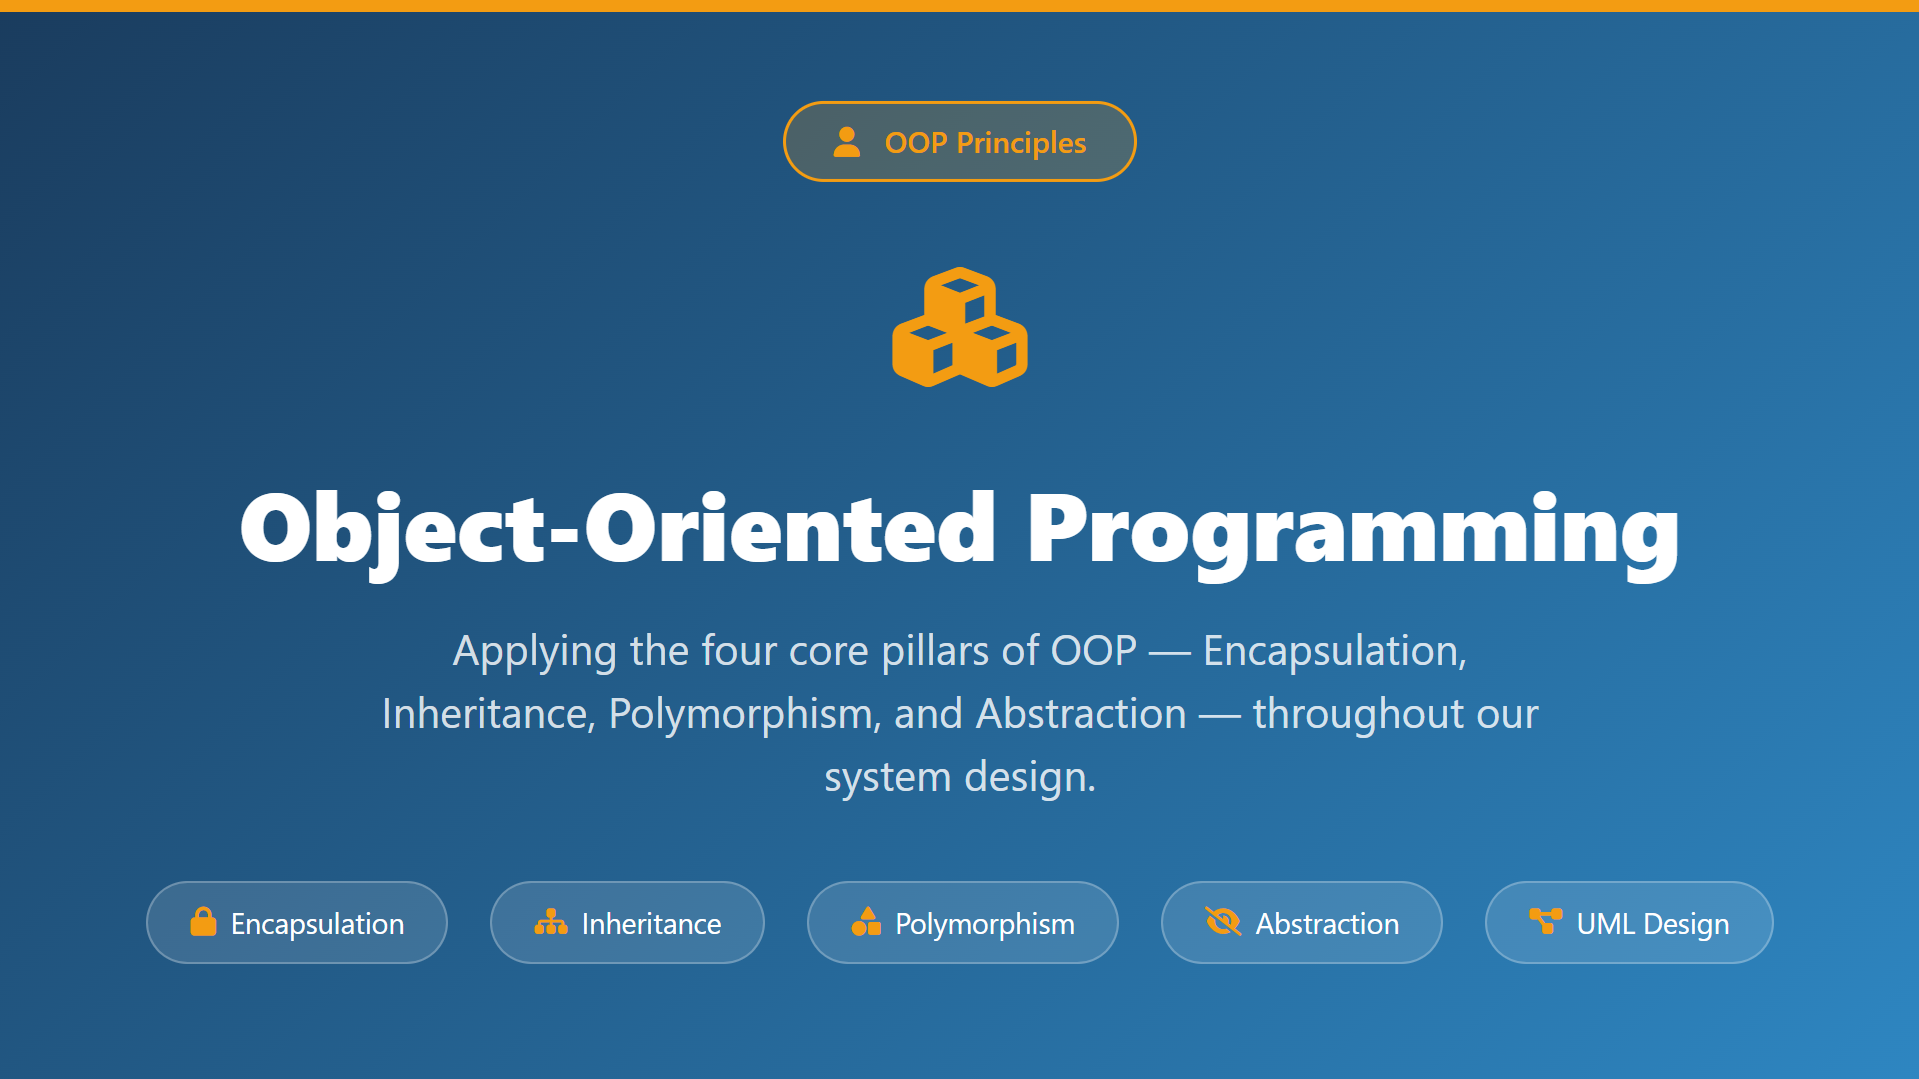 OOP Principles
Object-Oriented Programming
Applying the four core pillars of OOP — Encapsulation,
Inheritance, Polymorphism, and Abstraction — throughout our
system design.
Encapsulation
Inheritance
Polymorphism
Abstraction
UML Design